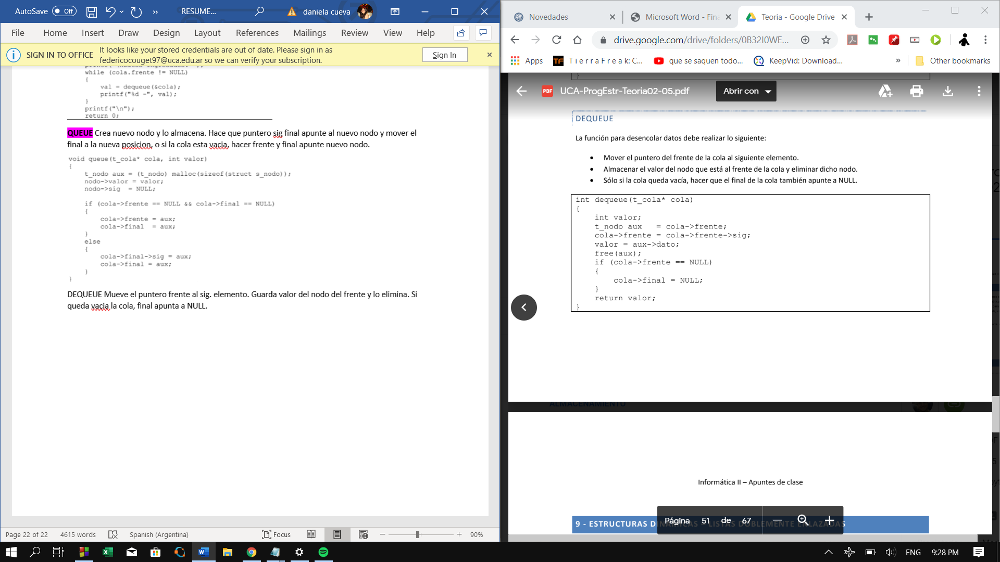 AutoSave Off RESUME... daniela cueva
File Home Insert Draw Design Layout References Mailings Review View Help
SIGN IN TO OFFICE It looks like your stored credentials are out of date. Please sign in as
federicocouget97@uca.edu.ar so we can verify your subscription.
Sign In
while (cola.frente != NULL)
{
val = dequeue(&cola);
printf("%d -", val);
}
printf("\n");
return 0;
QUEUE Crea nuevo nodo y lo almacena. Hace que puntero sig final apunte al nuevo nodo y mover el
final a la nueva posicion, o si la cola esta vacia, hacer frente y final apunte nuevo nodo.
void queue(t_cola* cola, int valor)
{
t_nodo aux = (t_nodo) malloc(sizeof(struct s_nodo));
nodo->valor = valor;
nodo->sig = NULL;
if (cola->frente == NULL && cola->final == NULL)
{
cola->frente = aux;
cola->final = aux;
}
else
{
cola->final->sig = aux;
cola->final = aux;
}
}
DEQUEUE Mueve el puntero frente al sig. elemento. Guarda valor del nodo del frente y lo elimina. Si
queda vacia la cola, final apunta a NULL.
Page 22 of 22 4615 words Spanish (Argentina) Focus 90%
Novedades Microsoft Word - Fina Teoria - Google Drive
drive.google.com/drive/folders/0B32I0WE...
Apps TF T i e r r a F r e a k: C... que se saquen todo... KeepVid: Download... » Other bookmarks
PDF UCA-ProgEstr-Teoria02-05.pdf Abrir con
DEQUEUE
La función para desencolar datos debe realizar lo siguiente:
• Mover el puntero del frente de la cola al siguiente elemento.
• Almacenar el valor del nodo que está al frente de la cola y eliminar dicho nodo.
• Sólo si la cola queda vacía, hacer que el final de la cola también apunte a NULL.
int dequeue(t_cola* cola)
{
int valor;
t_nodo aux = cola->frente;
cola->frente = cola->frente->sig;
valor = aux->dato;
free(aux);
if (cola->frente == NULL)
{
cola->final = NULL;
}
return valor;
}
ALMACENAMIENTO
Informática II – Apuntes de clase
9 - ESTRUCTURAS DINAMICAS - LISTAS DOBLEMENTE ENLAZADAS
Página 51 de 67
ENG 9:28 PM